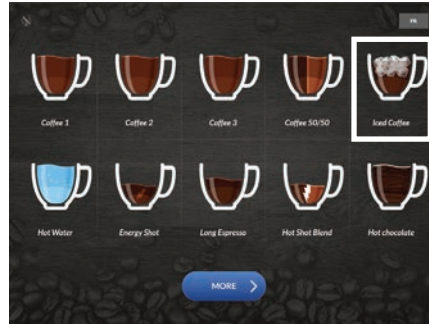 Coffee 1
Coffee 2
Coffee 3
Coffee 50/50
Iced Coffee
Hot Water
Energy Shot
Long Espresso
Hot Shot Blend
Hot chocolate
MORE